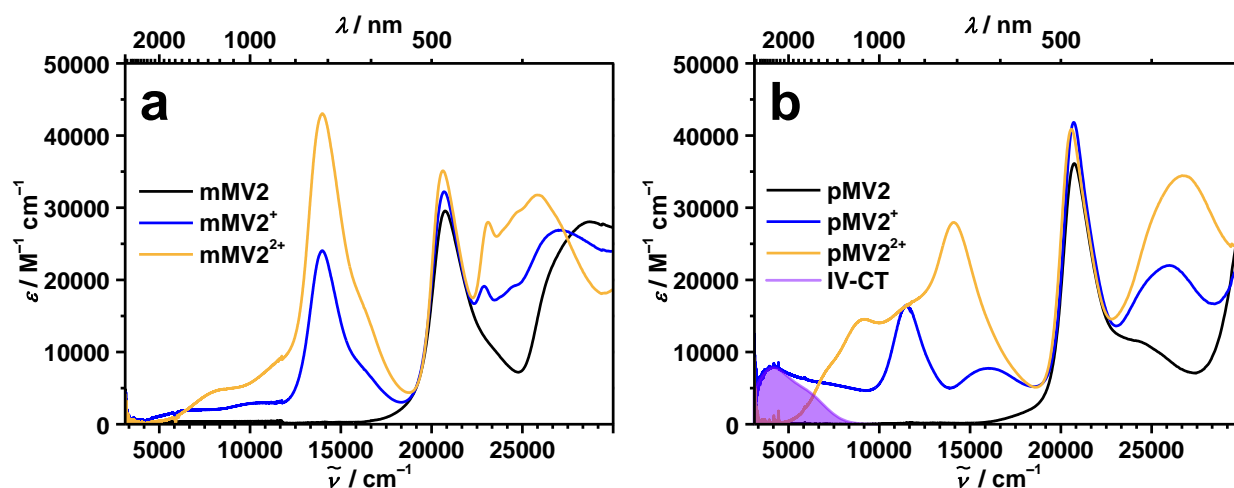 λ / nm
2000 1000 500
50000
40000
30000
20000
10000
0
ε / M⁻¹ cm⁻¹
a
mMV2
mMV2⁺
mMV2²⁺
5000 10000 15000 20000 25000
ν̃ / cm⁻¹
λ / nm
2000 1000 500
50000
40000
30000
20000
10000
0
ε / M⁻¹ cm⁻¹
b
pMV2
pMV2⁺
pMV2²⁺
IV-CT
5000 10000 15000 20000 25000
ν̃ / cm⁻¹